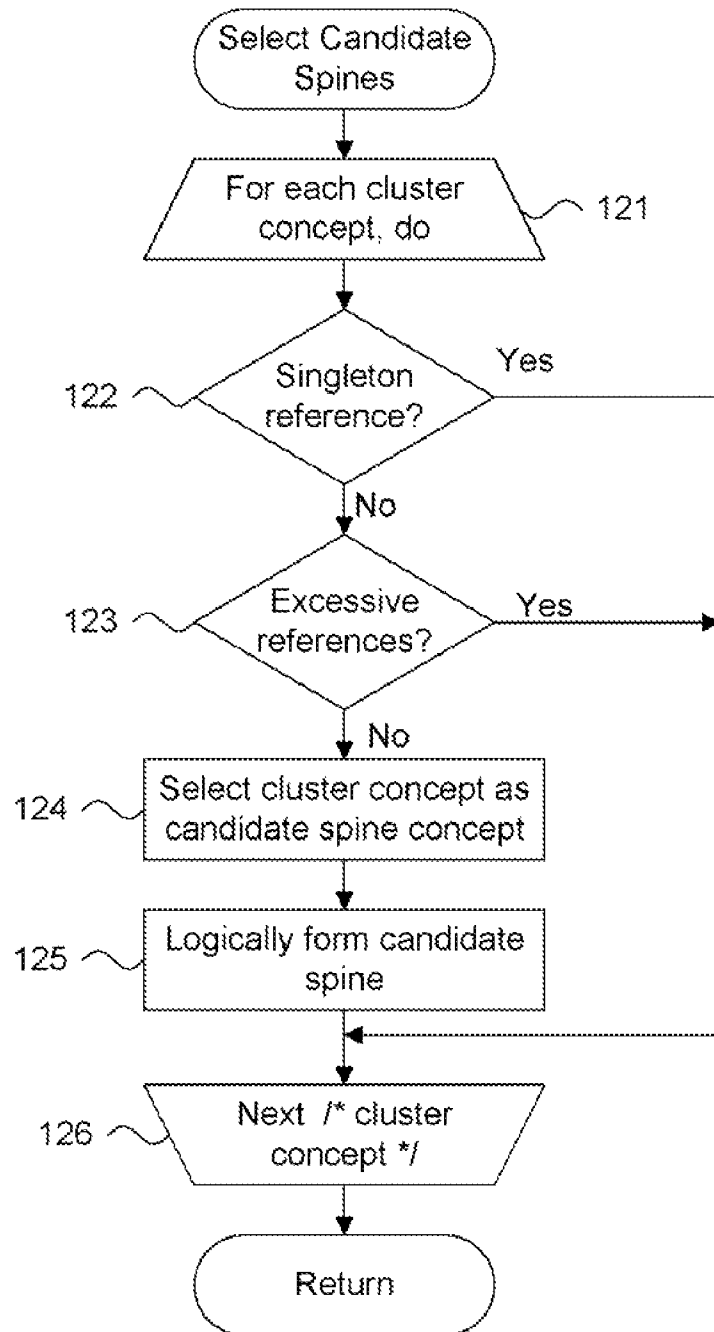 Select Candidate
Spines
For each cluster
concept, do
121
Yes
Singleton
reference?
122
No
Excessive
references?
Yes
123
No
Select cluster concept as
candidate spine concept
124
Logically form candidate
spine
125
Next /* cluster
concept */
126
Return